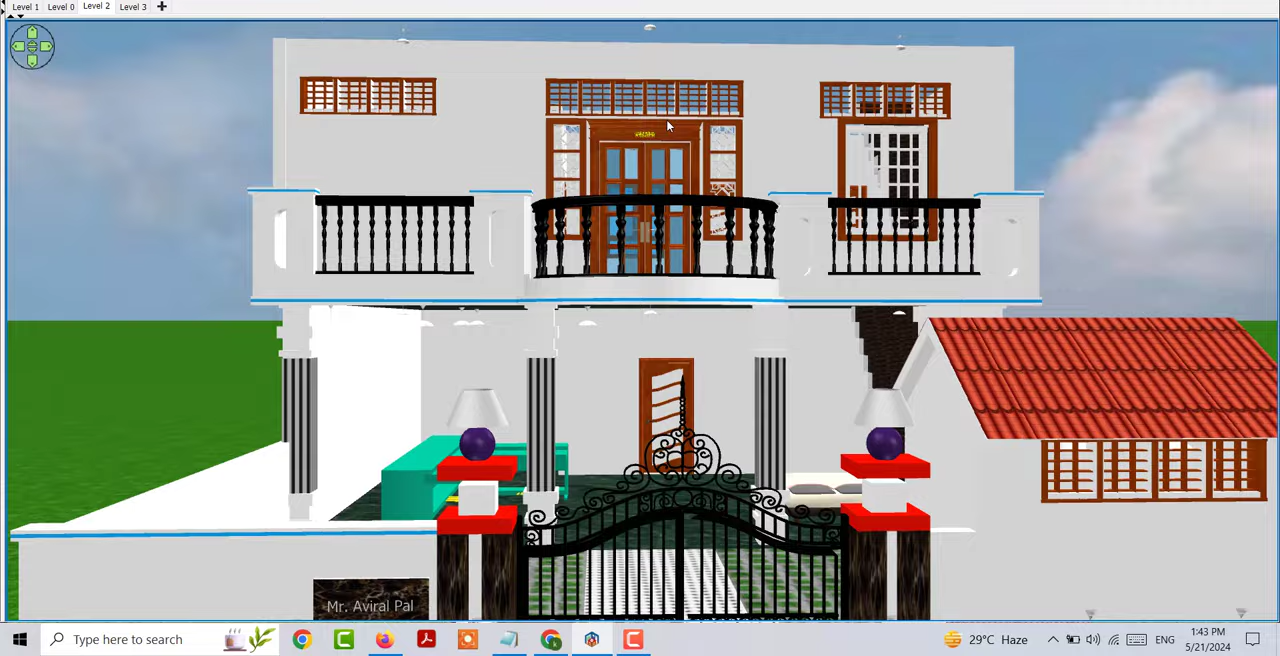 Level 1 Level 0 Level 2 Level 3
Mr. Aviral Pal
Type here to search
29°C Haze
ENG
1:43 PM
5/21/2024